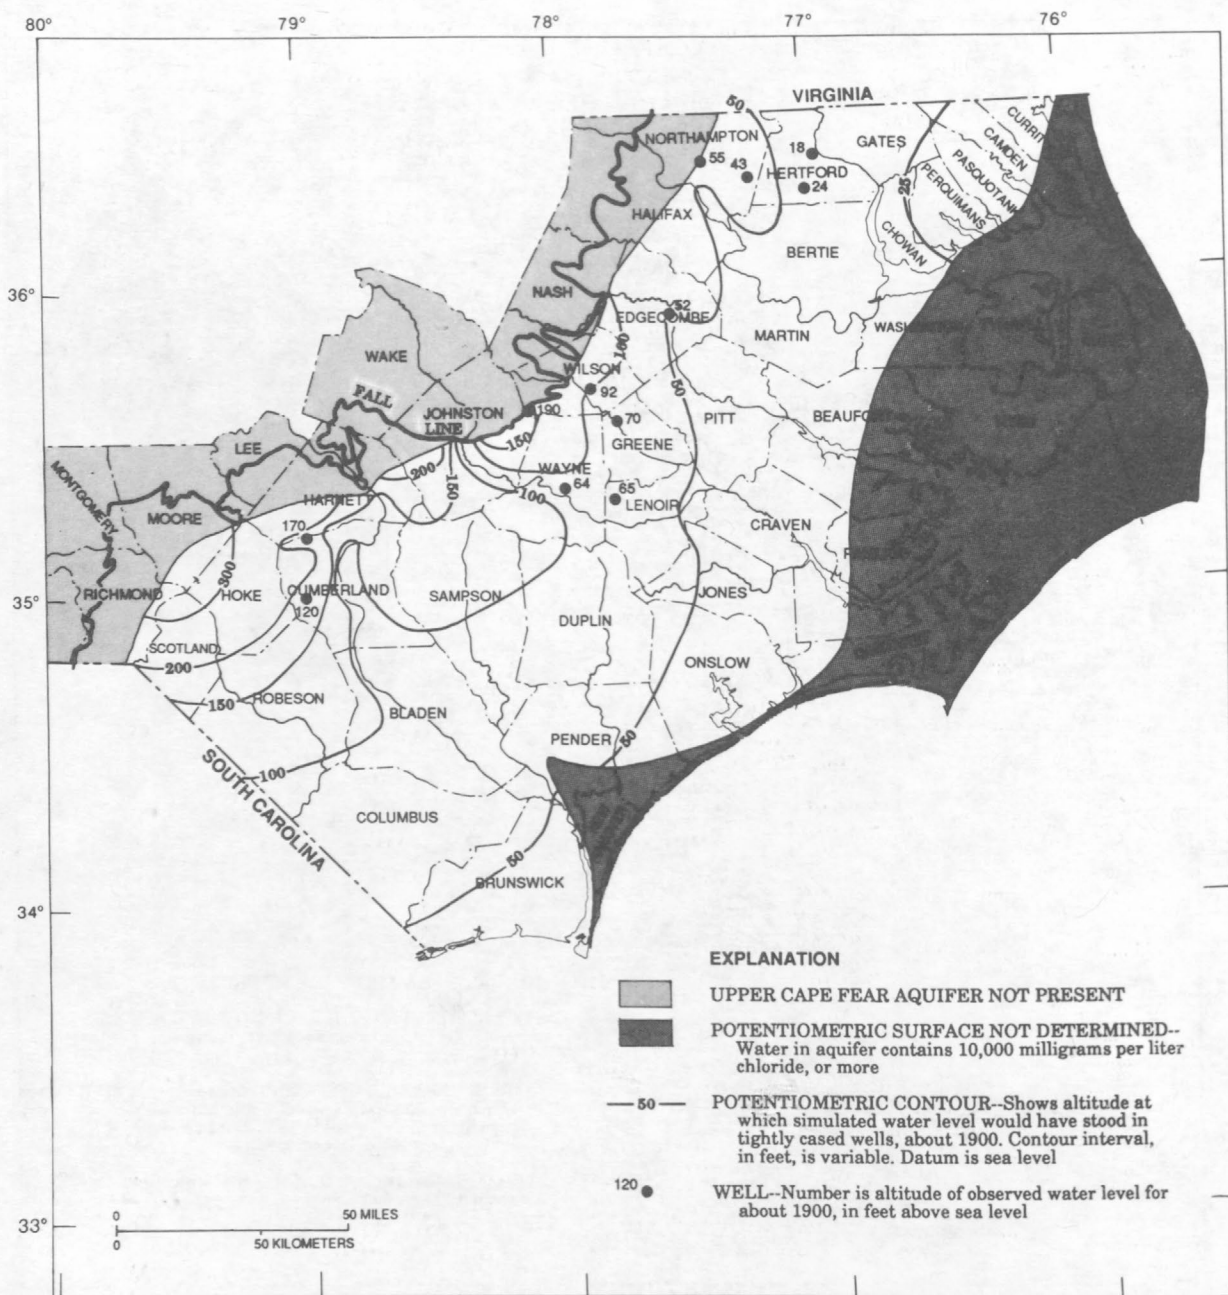 80°
79°
78°
77°
76°
VIRGINIA
50
NORTHAMPTON
55
43
18
GATES
HERTFORD
24
25
CURRIT
CAMDEN
PASQUOTANK
PERQUIMANS
CHOWAN
HALIFAX
BERTIE
36°
NASH
52
EDGECOMBE
MARTIN
WASHINGTON
WAKE
WILSON
100
50
92
FALL
LINE
JOHNSTON
190
150
70
PITT
BEAUFORT
GREENE
LEE
MONTGOMERY
MOORE
HARNETT
200
150
WAYNE
64
100
65
LENOIR
CRAVEN
170
300
35°
RICHMOND
HOKE
CUMBERLAND
120
SAMPSON
JONES
DUPLIN
SCOTLAND
200
ONSLOW
150
ROBESON
BLADEN
PENDER
50
100
SOUTH CAROLINA
COLUMBUS
50
BRUNSWICK
34°
EXPLANATION
UPPER CAPE FEAR AQUIFER NOT PRESENT
POTENTIOMETRIC SURFACE NOT DETERMINED--
Water in aquifer contains 10,000 milligrams per liter
chloride, or more
50
POTENTIOMETRIC CONTOUR--Shows altitude at
which simulated water level would have stood in
tightly cased wells, about 1900. Contour interval,
in feet, is variable. Datum is sea level
120
WELL--Number is altitude of observed water level for
about 1900, in feet above sea level
33°
0 50 MILES
0 50 KILOMETERS